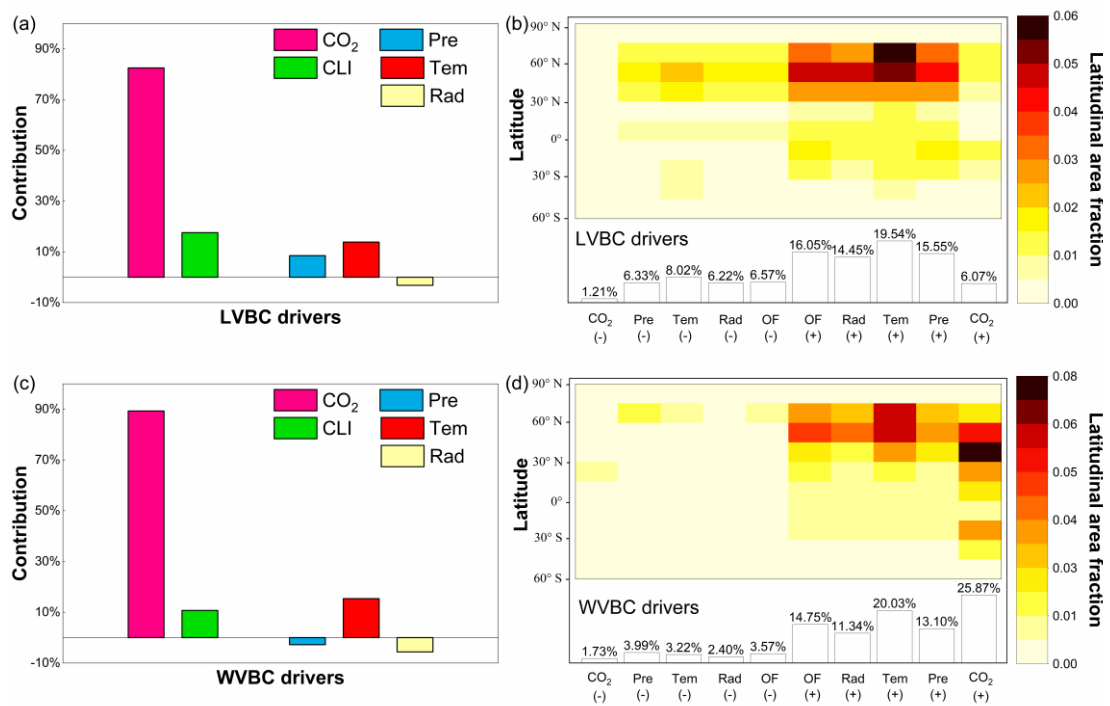 (a)
90%
70%
50%
30%
10%
-10%
Contribution
CO₂
CLI
Pre
Tem
Rad
LVBC drivers
(b)
90° N
60° N
30° N
0°
30° S
60° S
Latitude
LVBC drivers
1.21%
6.33%
8.02%
6.22%
6.57%
16.05%
14.45%
19.54%
15.55%
6.07%
CO₂ Pre Tem Rad OF OF Rad Tem Pre CO₂
(-) (-) (-) (-) (-) (+) (+) (+) (+) (+)
0.06
0.05
0.04
0.03
0.01
0.00
Latitudinal area fraction
(c)
90%
70%
50%
30%
10%
-10%
Contribution
CO₂
CLI
Pre
Tem
Rad
WVBC drivers
(d)
90° N
60° N
30° N
0°
30° S
60° S
Latitude
WVBC drivers
1.73%
3.99%
3.22%
2.40%
3.57%
14.75%
11.34%
20.03%
13.10%
25.87%
CO₂ Pre Tem Rad OF OF Rad Tem Pre CO₂
(-) (-) (-) (-) (-) (+) (+) (+) (+) (+)
0.08
0.06
0.05
0.04
0.03
0.01
0.00
Latitudinal area fraction